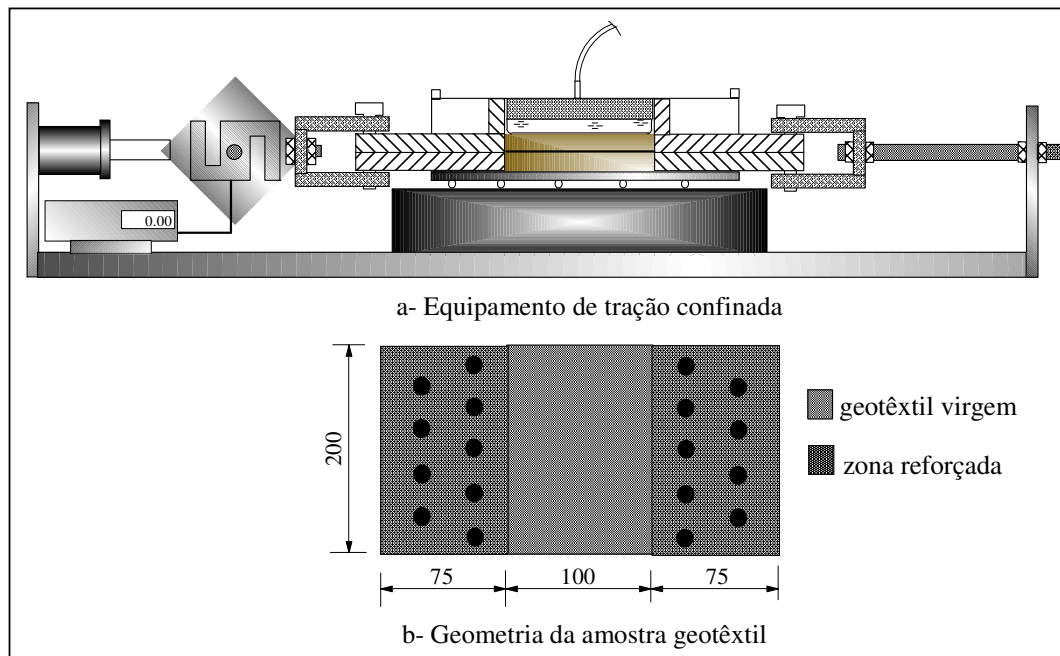 0.00
a- Equipamento de tração confinada
200
geotêxtil virgem
zona reforçada
75
100
75
b- Geometria da amostra geotêxtil